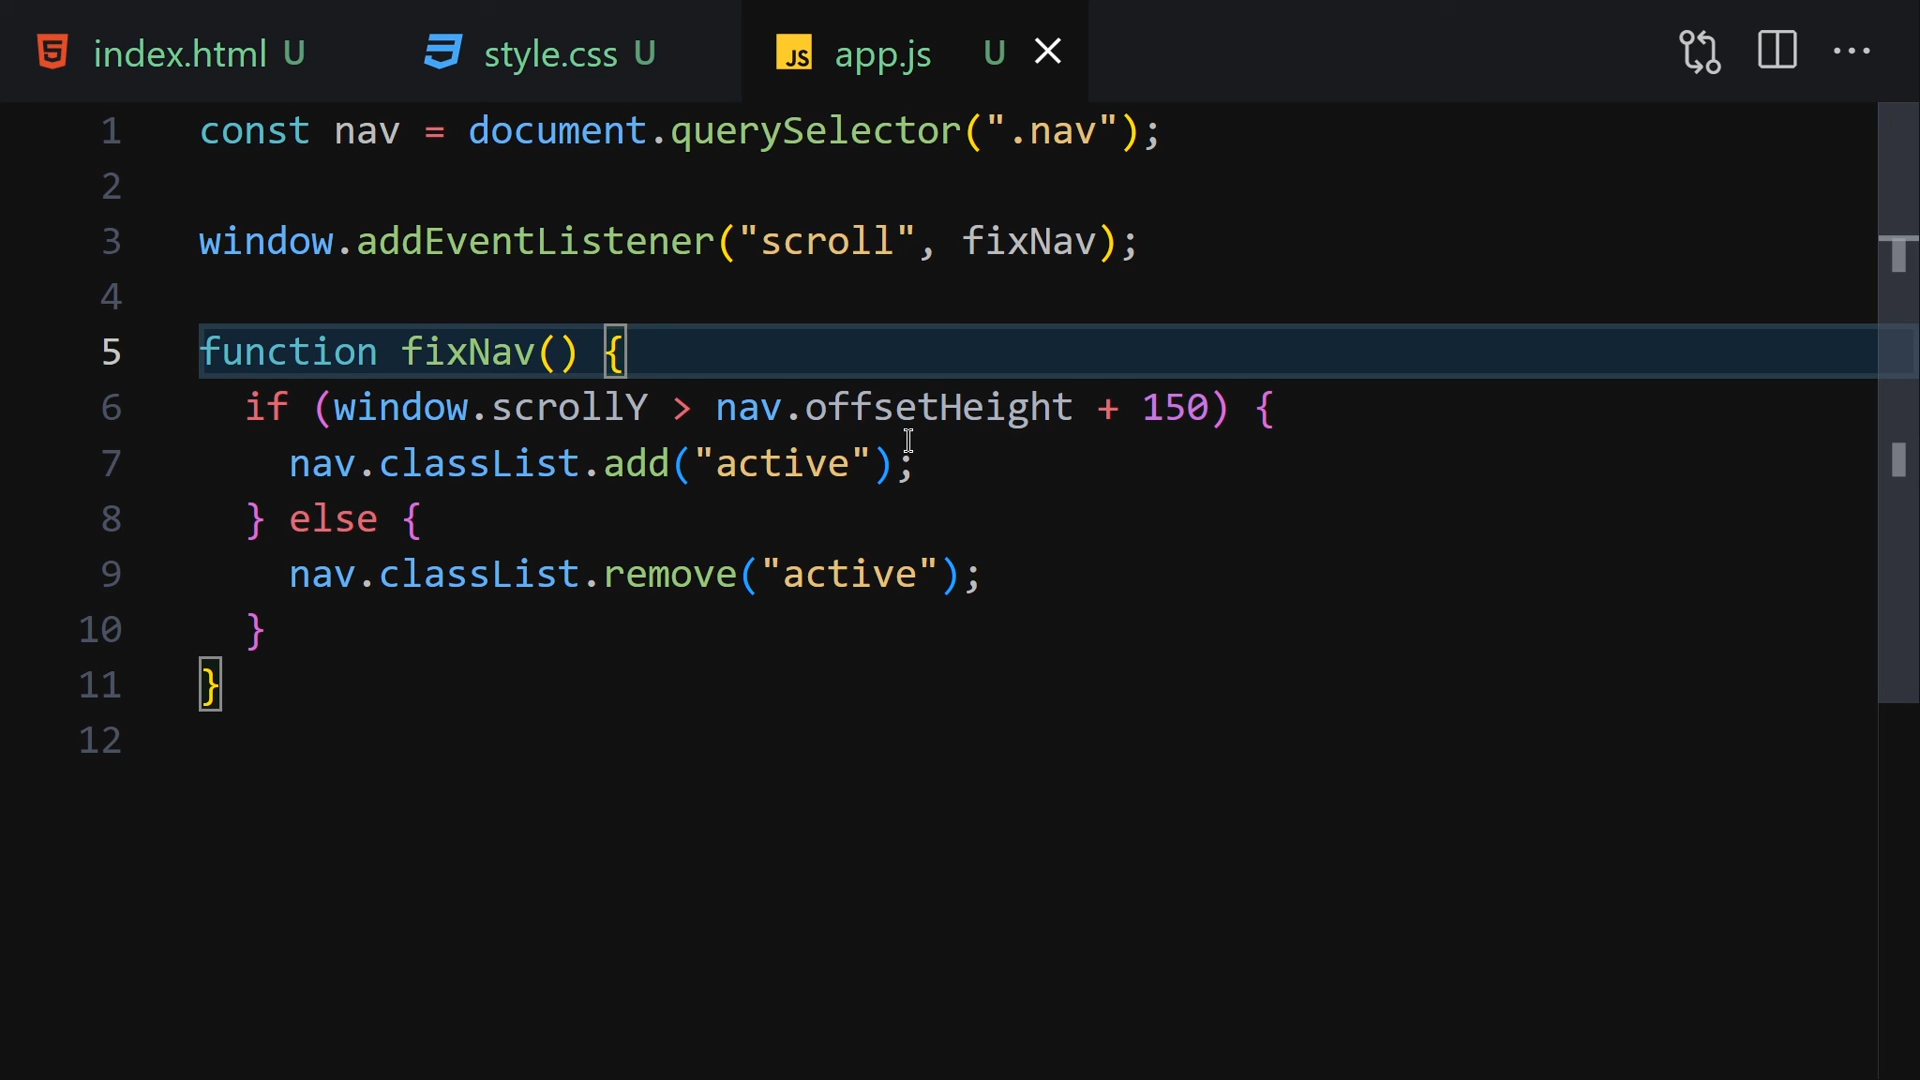 index.html U style.css U JS app.js U
1 const nav = document.querySelector(".nav");
2
3 window.addEventListener("scroll", fixNav);
4
5 function fixNav() {
6   if (window.scrollY > nav.offsetHeight + 150) {
7     nav.classList.add("active");
8   } else {
9     nav.classList.remove("active");
10   }
11 }
12